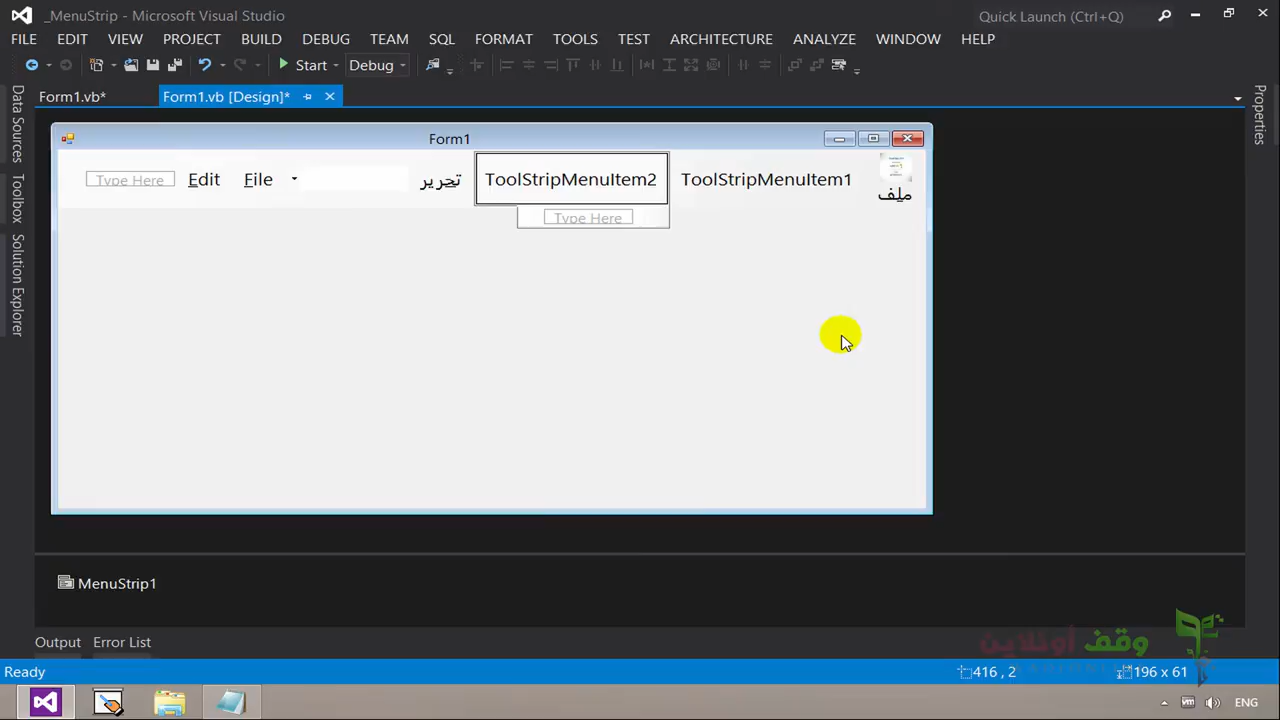 _MenuStrip - Microsoft Visual Studio
Quick Launch (Ctrl+Q)
FILE EDIT VIEW PROJECT BUILD DEBUG TEAM SQL FORMAT TOOLS TEST ARCHITECTURE ANALYZE WINDOW HELP
Start Debug
Form1.vb* Form1.vb [Design]*
Data Sources
Toolbox
Solution Explorer
Properties
Form1
Type Here Edit File تحرير ToolStripMenuItem2 ToolStripMenuItem1 ملف
Type Here
MenuStrip1
وقف أونلاين
Output Error List
Ready 416 , 2 196 x 61
ENG